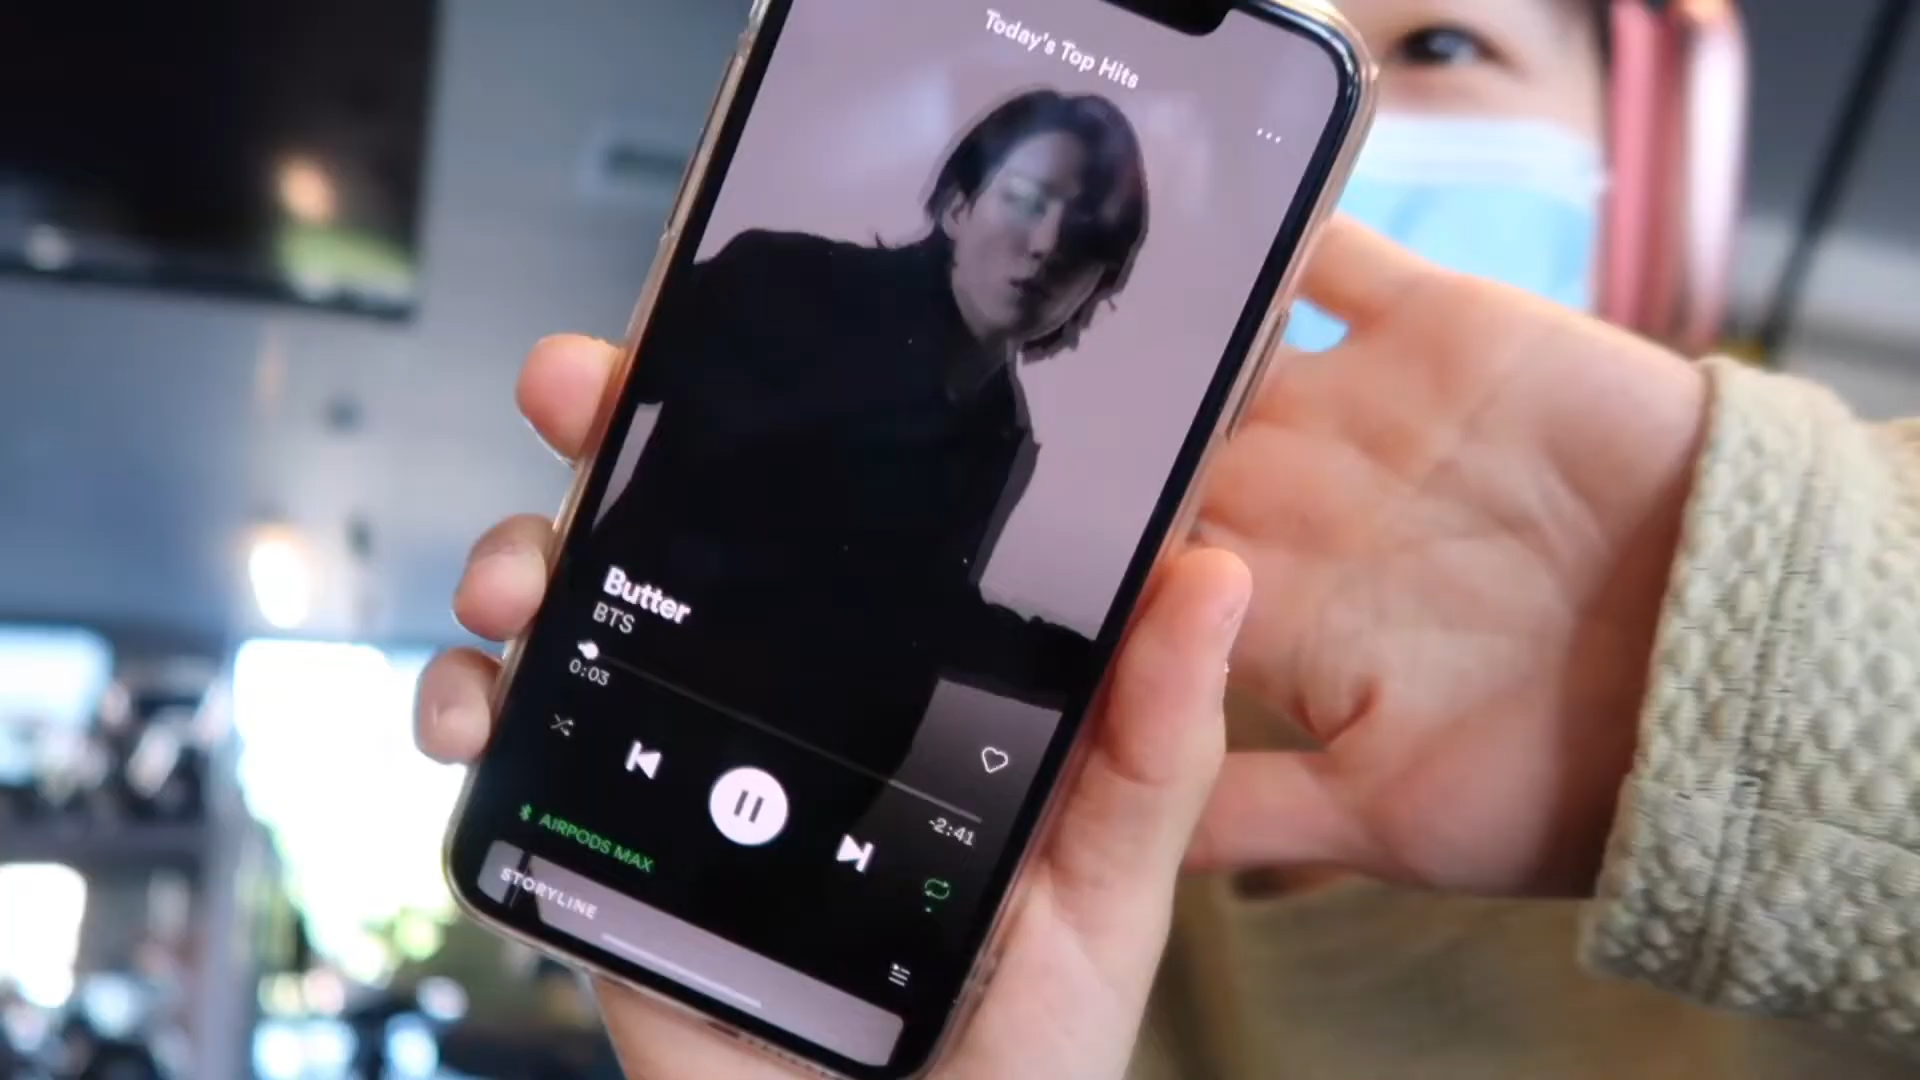 Today's Top Hits
Butter
BTS
0:03
-2:41
AIRPODS MAX
STORYLINE